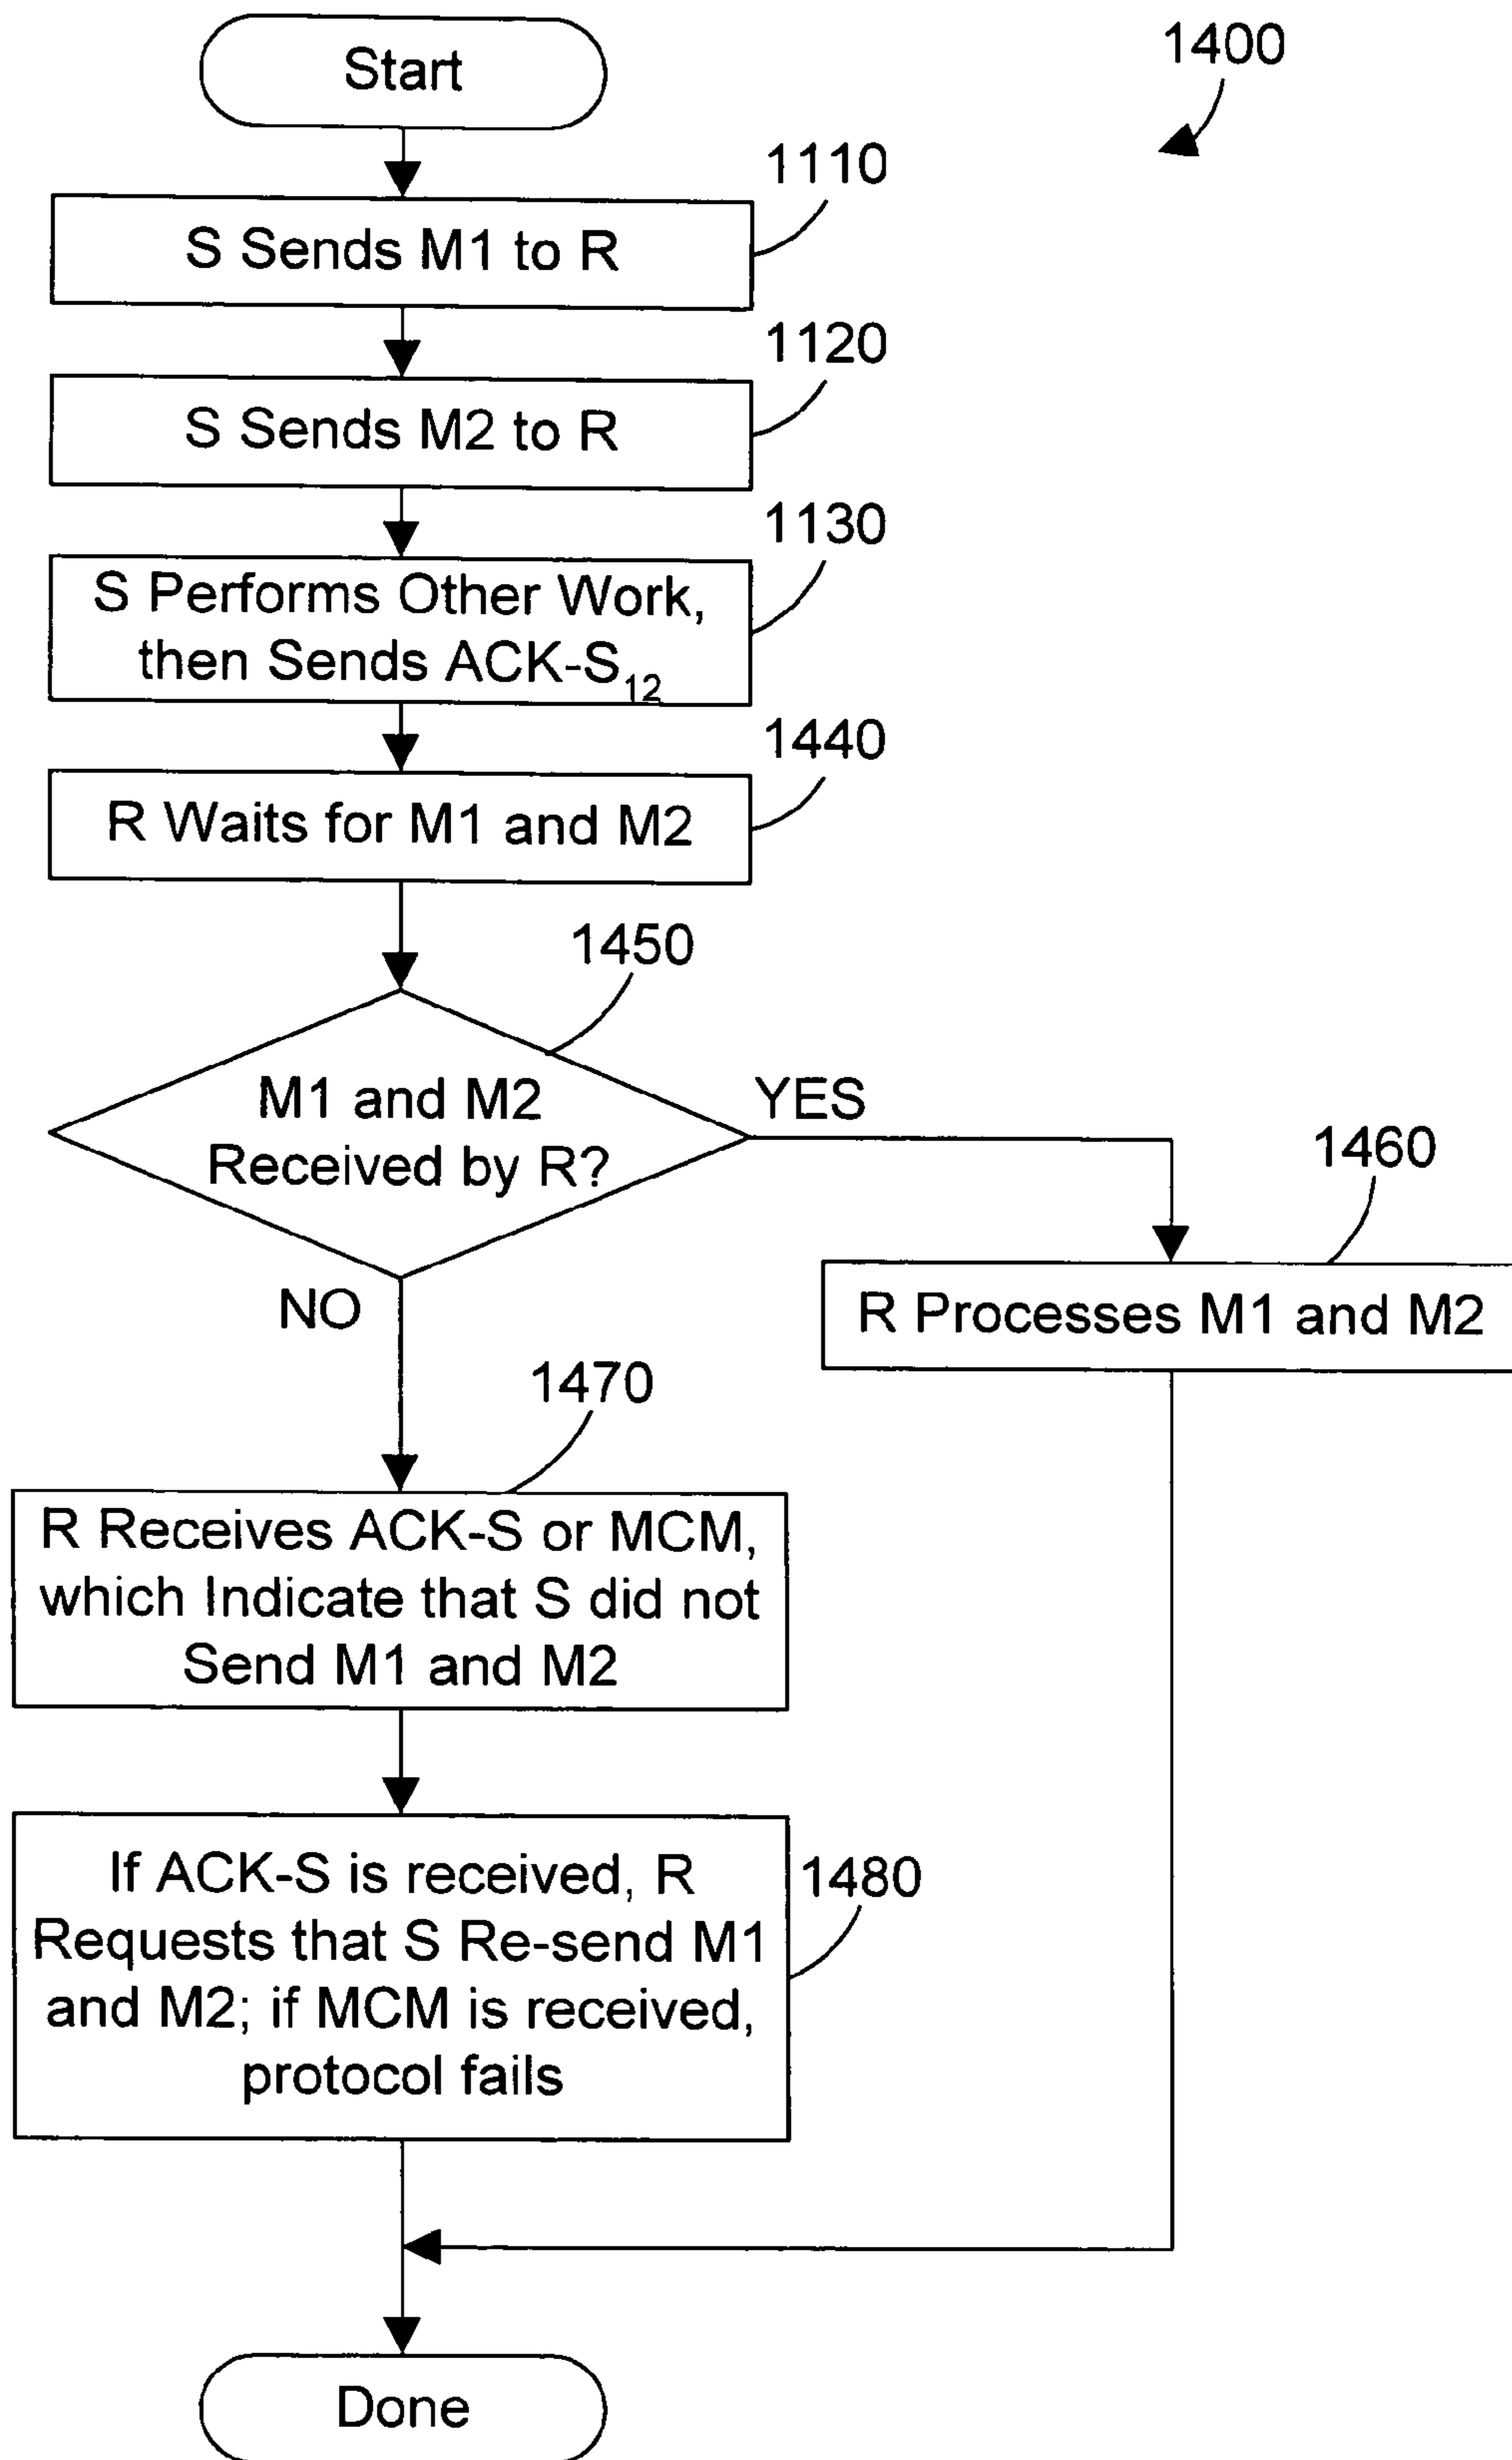 Start
1400
1110
S Sends M1 to R
1120
S Sends M2 to R
1130
S Performs Other Work,
then Sends ACK-S₁₂
1440
R Waits for M1 and M2
1450
M1 and M2
Received by R?
YES
1460
R Processes M1 and M2
NO
1470
R Receives ACK-S or MCM,
which Indicate that S did not
Send M1 and M2
1480
If ACK-S is received, R
Requests that S Re-send M1
and M2; if MCM is received,
protocol fails
Done